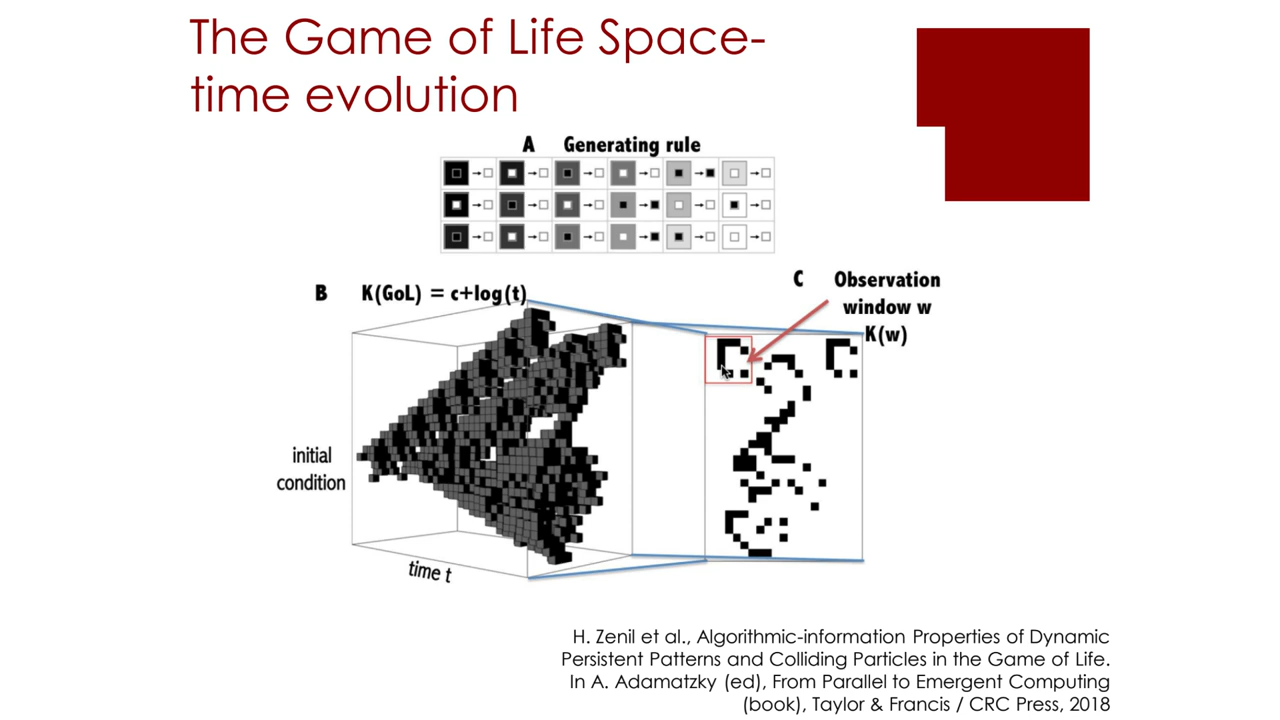 The Game of Life Space-
time evolution
A Generating rule
B K(GoL) = c+log(t)
C Observation
window w
K(w)
initial
condition
time t
H. Zenil et al., Algorithmic-information Properties of Dynamic
Persistent Patterns and Colliding Particles in the Game of Life.
In A. Adamatzky (ed), From Parallel to Emergent Computing
(book), Taylor & Francis / CRC Press, 2018